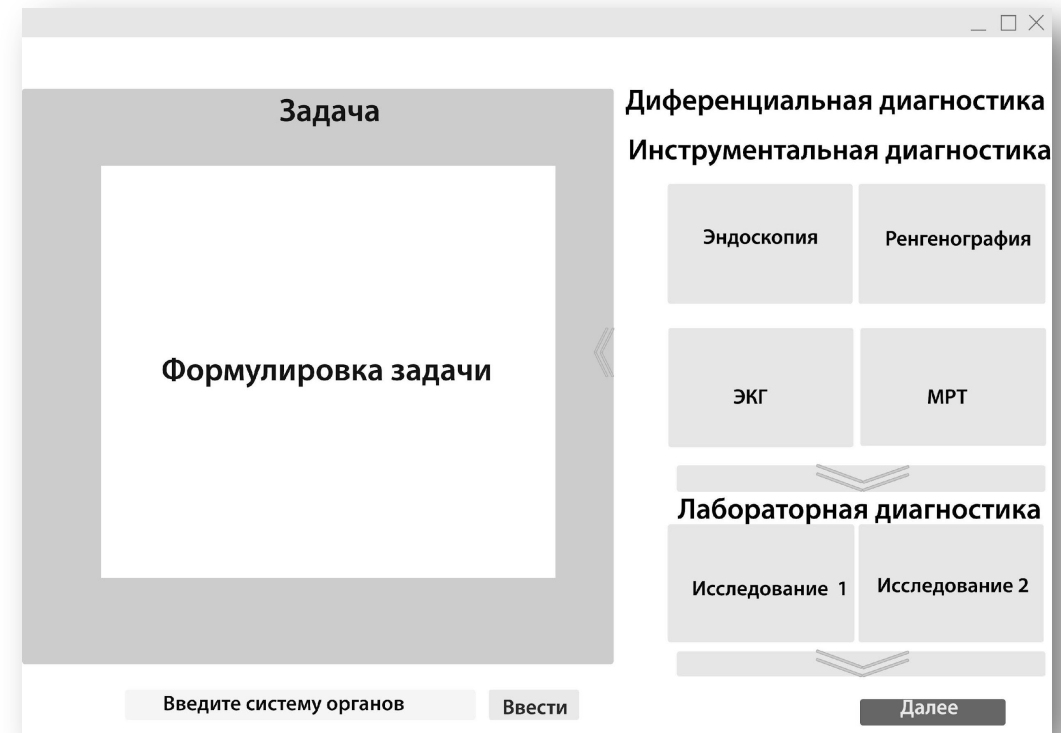 Задача
Формулировка задачи
Введите систему органов
Ввести
Диференциальная диагностика
Инструментальная диагностика
Эндоскопия
Ренгенография
ЭКГ
МРТ
Лабораторная диагностика
Исследование 1
Исследование 2
Далее